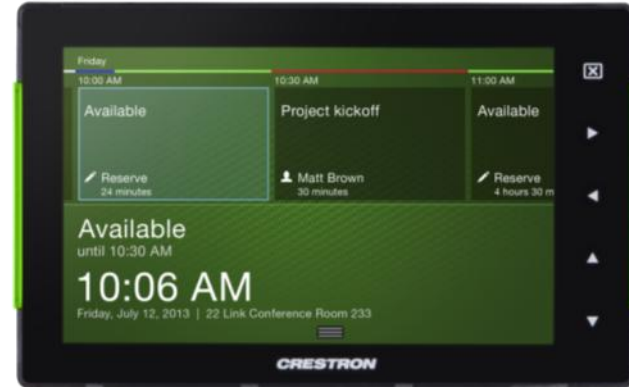 Friday
10:00 AM
10:30 AM
11:00 AM
Available
Project kickoff
Available
Reserve
24 minutes
Matt Brown
30 minutes
Reserve
4 hours 30 m
Available
until 10:30 AM
10:06 AM
Friday, July 12, 2013 | 22 Link Conference Room 233
CRESTRON